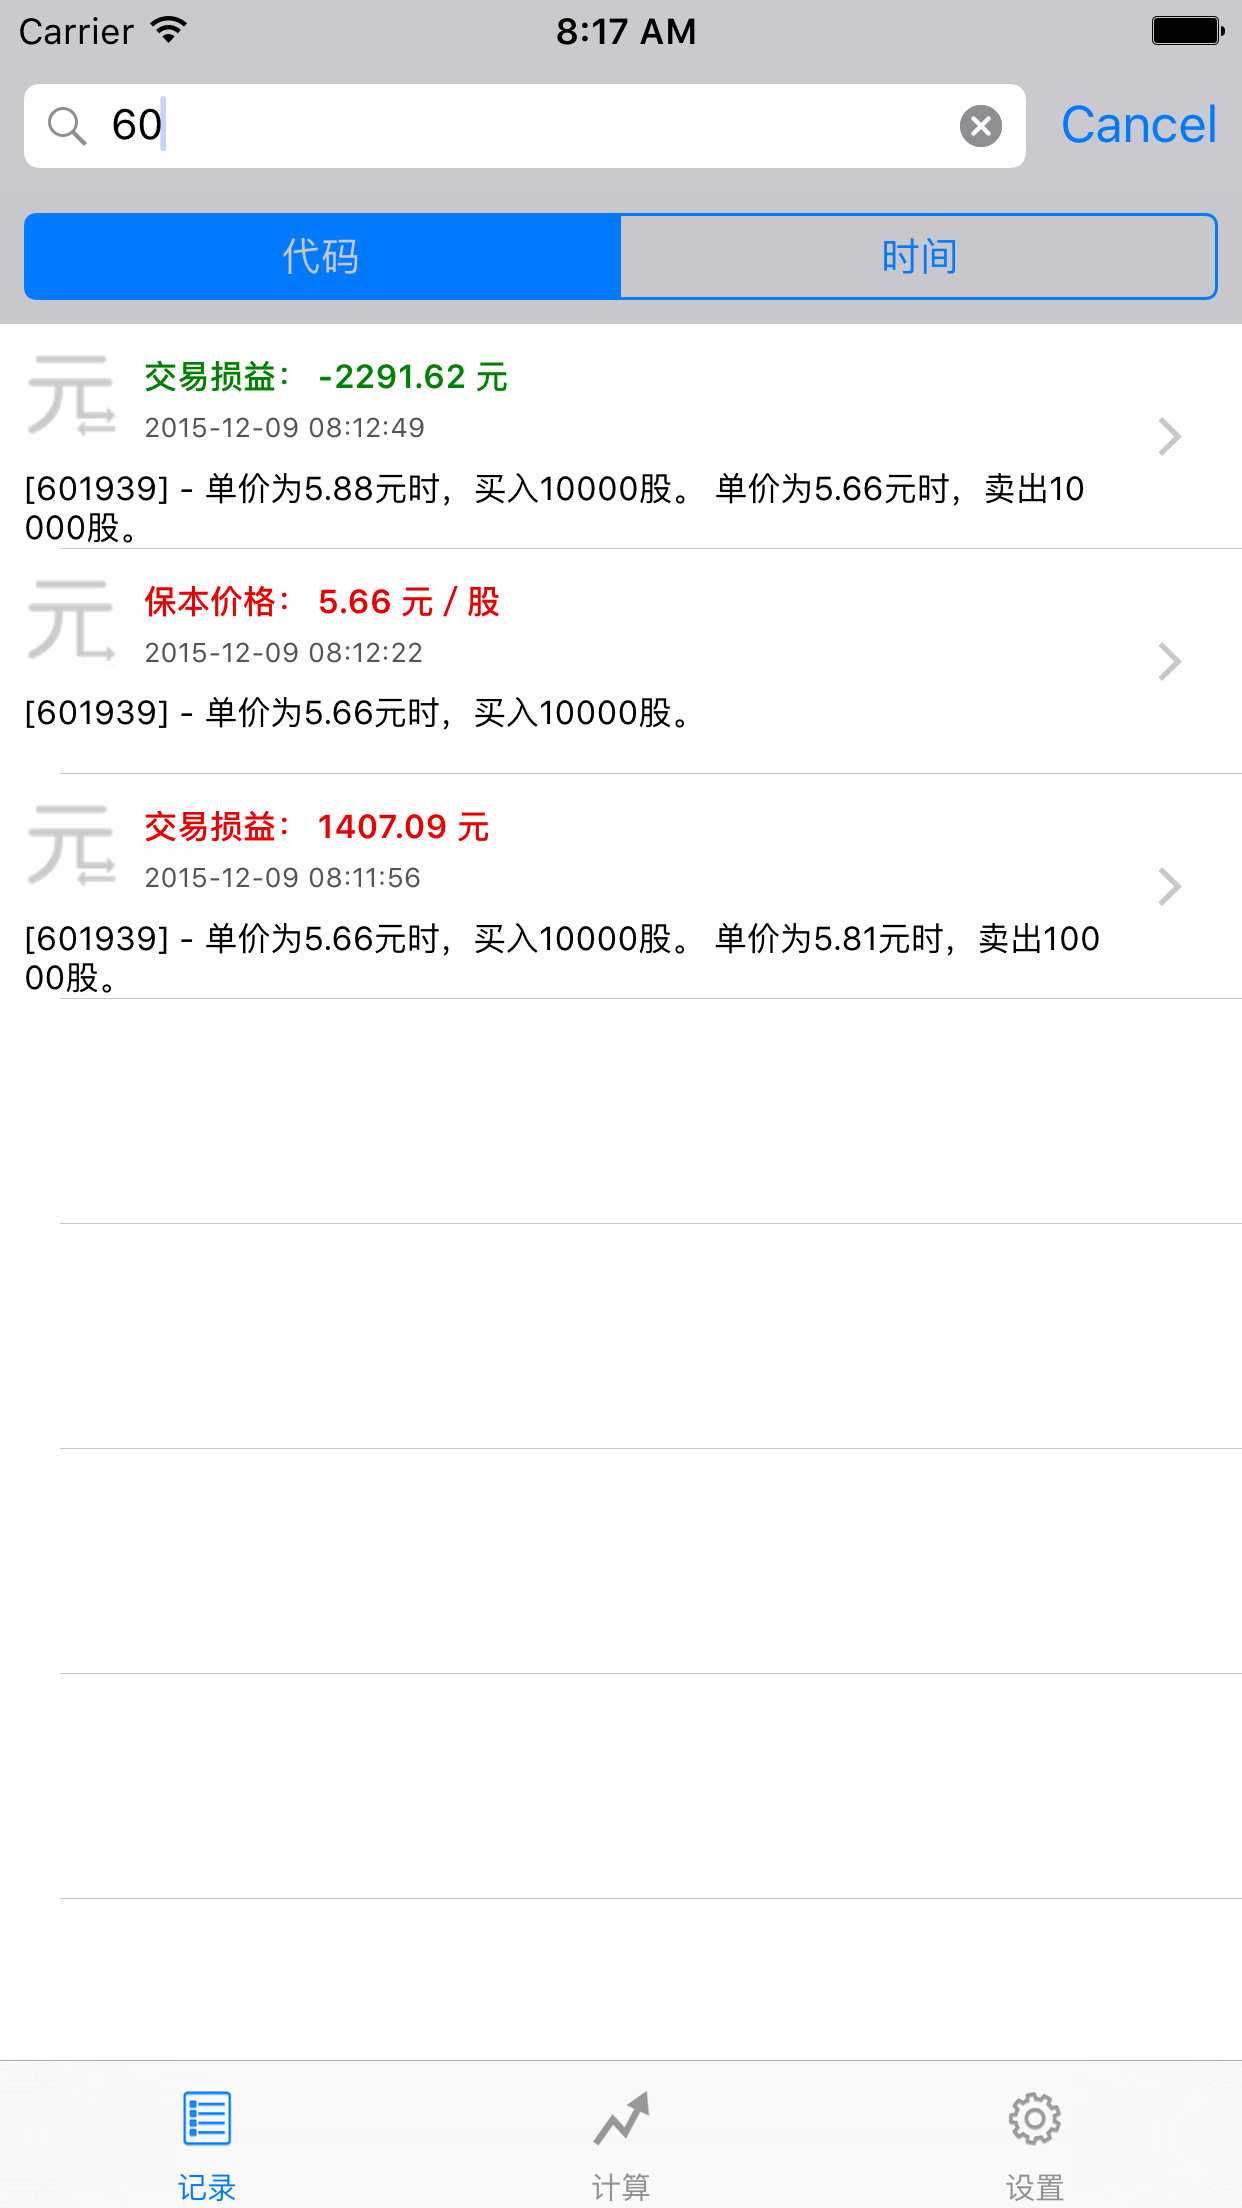 Carrier 8:17 AM
60 Cancel
代码 时间
元 交易损益： -2291.62 元
2015-12-09 08:12:49
[601939] - 单价为5.88元时，买入10000股。 单价为5.66元时，卖出10
000股。
元 保本价格： 5.66 元 / 股
2015-12-09 08:12:22
[601939] - 单价为5.66元时，买入10000股。
元 交易损益： 1407.09 元
2015-12-09 08:11:56
[601939] - 单价为5.66元时，买入10000股。 单价为5.81元时，卖出100
00股。
记录 计算 设置